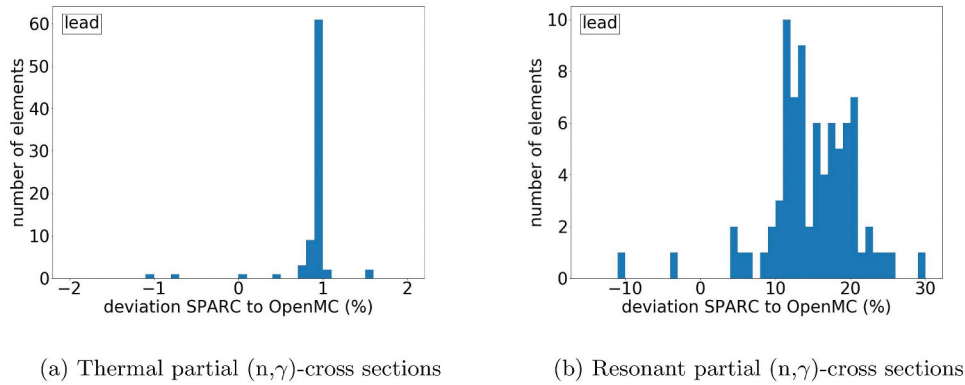 lead
number of elements
60
50
40
30
20
10
0
−2
−1
0
1
2
deviation SPARC to OpenMC (%)
(a) Thermal partial (n,γ)-cross sections
lead
number of elements
10
8
6
4
2
0
−10
0
10
20
30
deviation SPARC to OpenMC (%)
(b) Resonant partial (n,γ)-cross sections